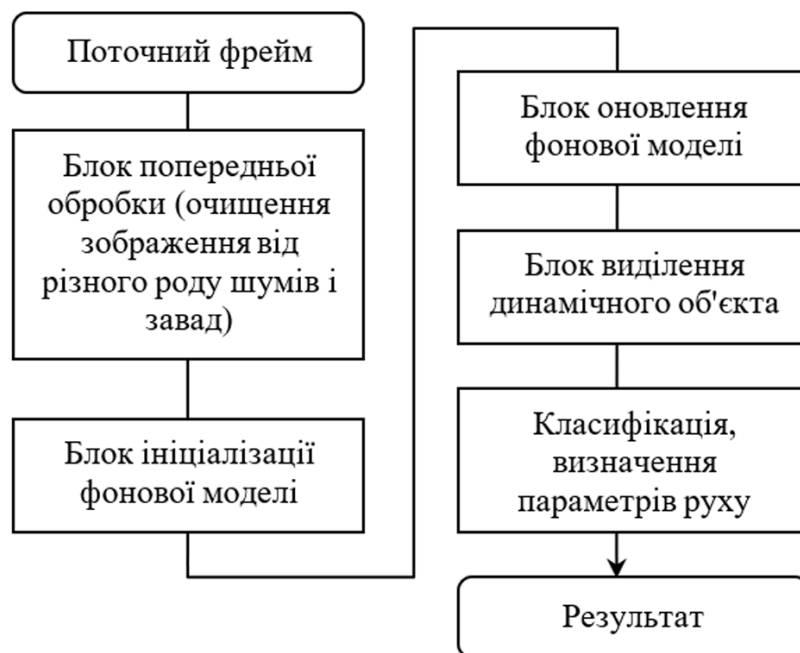 Поточний фрейм
Блок попередньої
обробки (очищення
зображення від
різного роду шумів і
завад)
Блок ініціалізації
фонової моделі
Блок оновлення
фонової моделі
Блок виділення
динамічного об'єкта
Класифікація,
визначення
параметрів руху
Результат